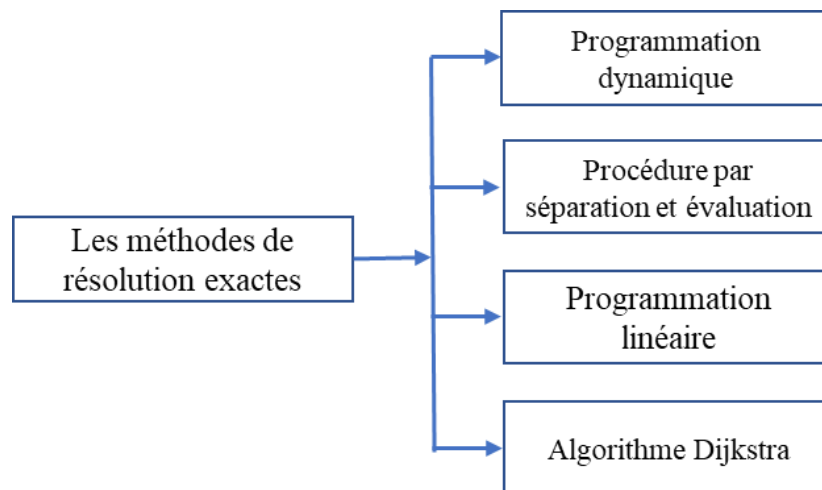 Les méthodes de
résolution exactes
Programmation
dynamique
Procédure par
séparation et évaluation
Programmation
linéaire
Algorithme Dijkstra